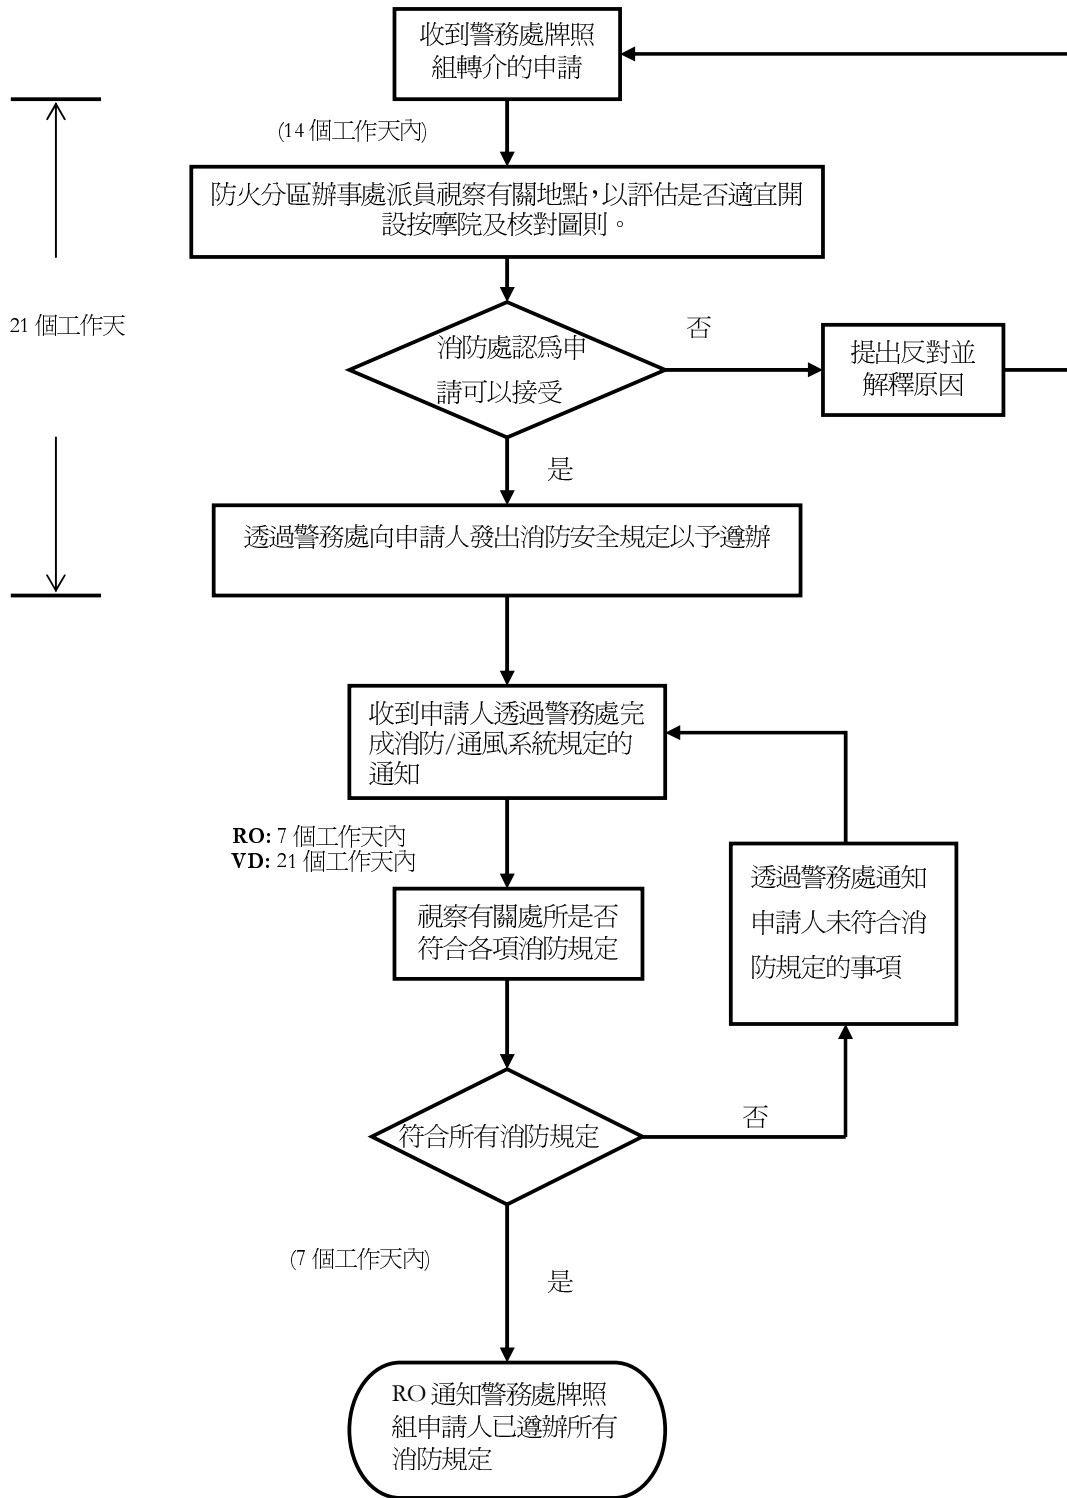 收到警務處牌照
組轉介的申請
(14 個工作天內)
防火分區辦事處派員視察有關地點，以評估是否適宜開
設按摩院及核對圖則。
21 個工作天
消防處認爲申
請可以接受
否
提出反對並
解釋原因
是
透過警務處向申請人發出消防安全規定以予遵辦
收到申請人透過警務處完
成消防/通風系統規定的
通知
RO: 7 個工作天內
VD: 21 個工作天內
視察有關處所是否
符合各項消防規定
透過警務處通知
申請人未符合消
防規定的事項
符合所有消防規定
否
(7 個工作天內)
是
RO 通知警務處牌照
組申請人已遵辦所有
消防規定